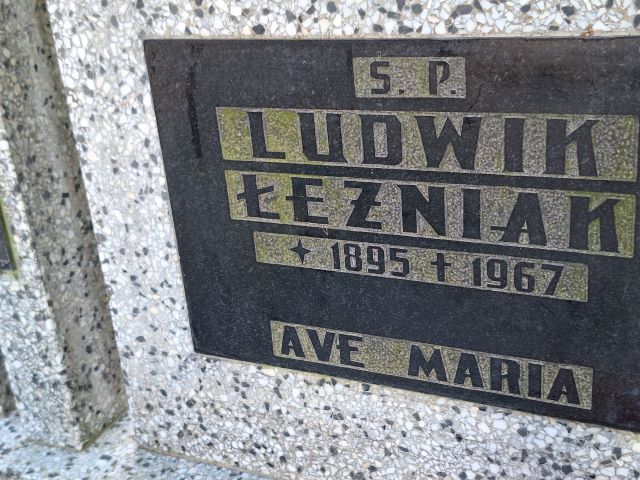 Ś. P.
LUDWIK
ŁEŹNIAK
✦ 1895 ✝ 1967
AVE MARIA